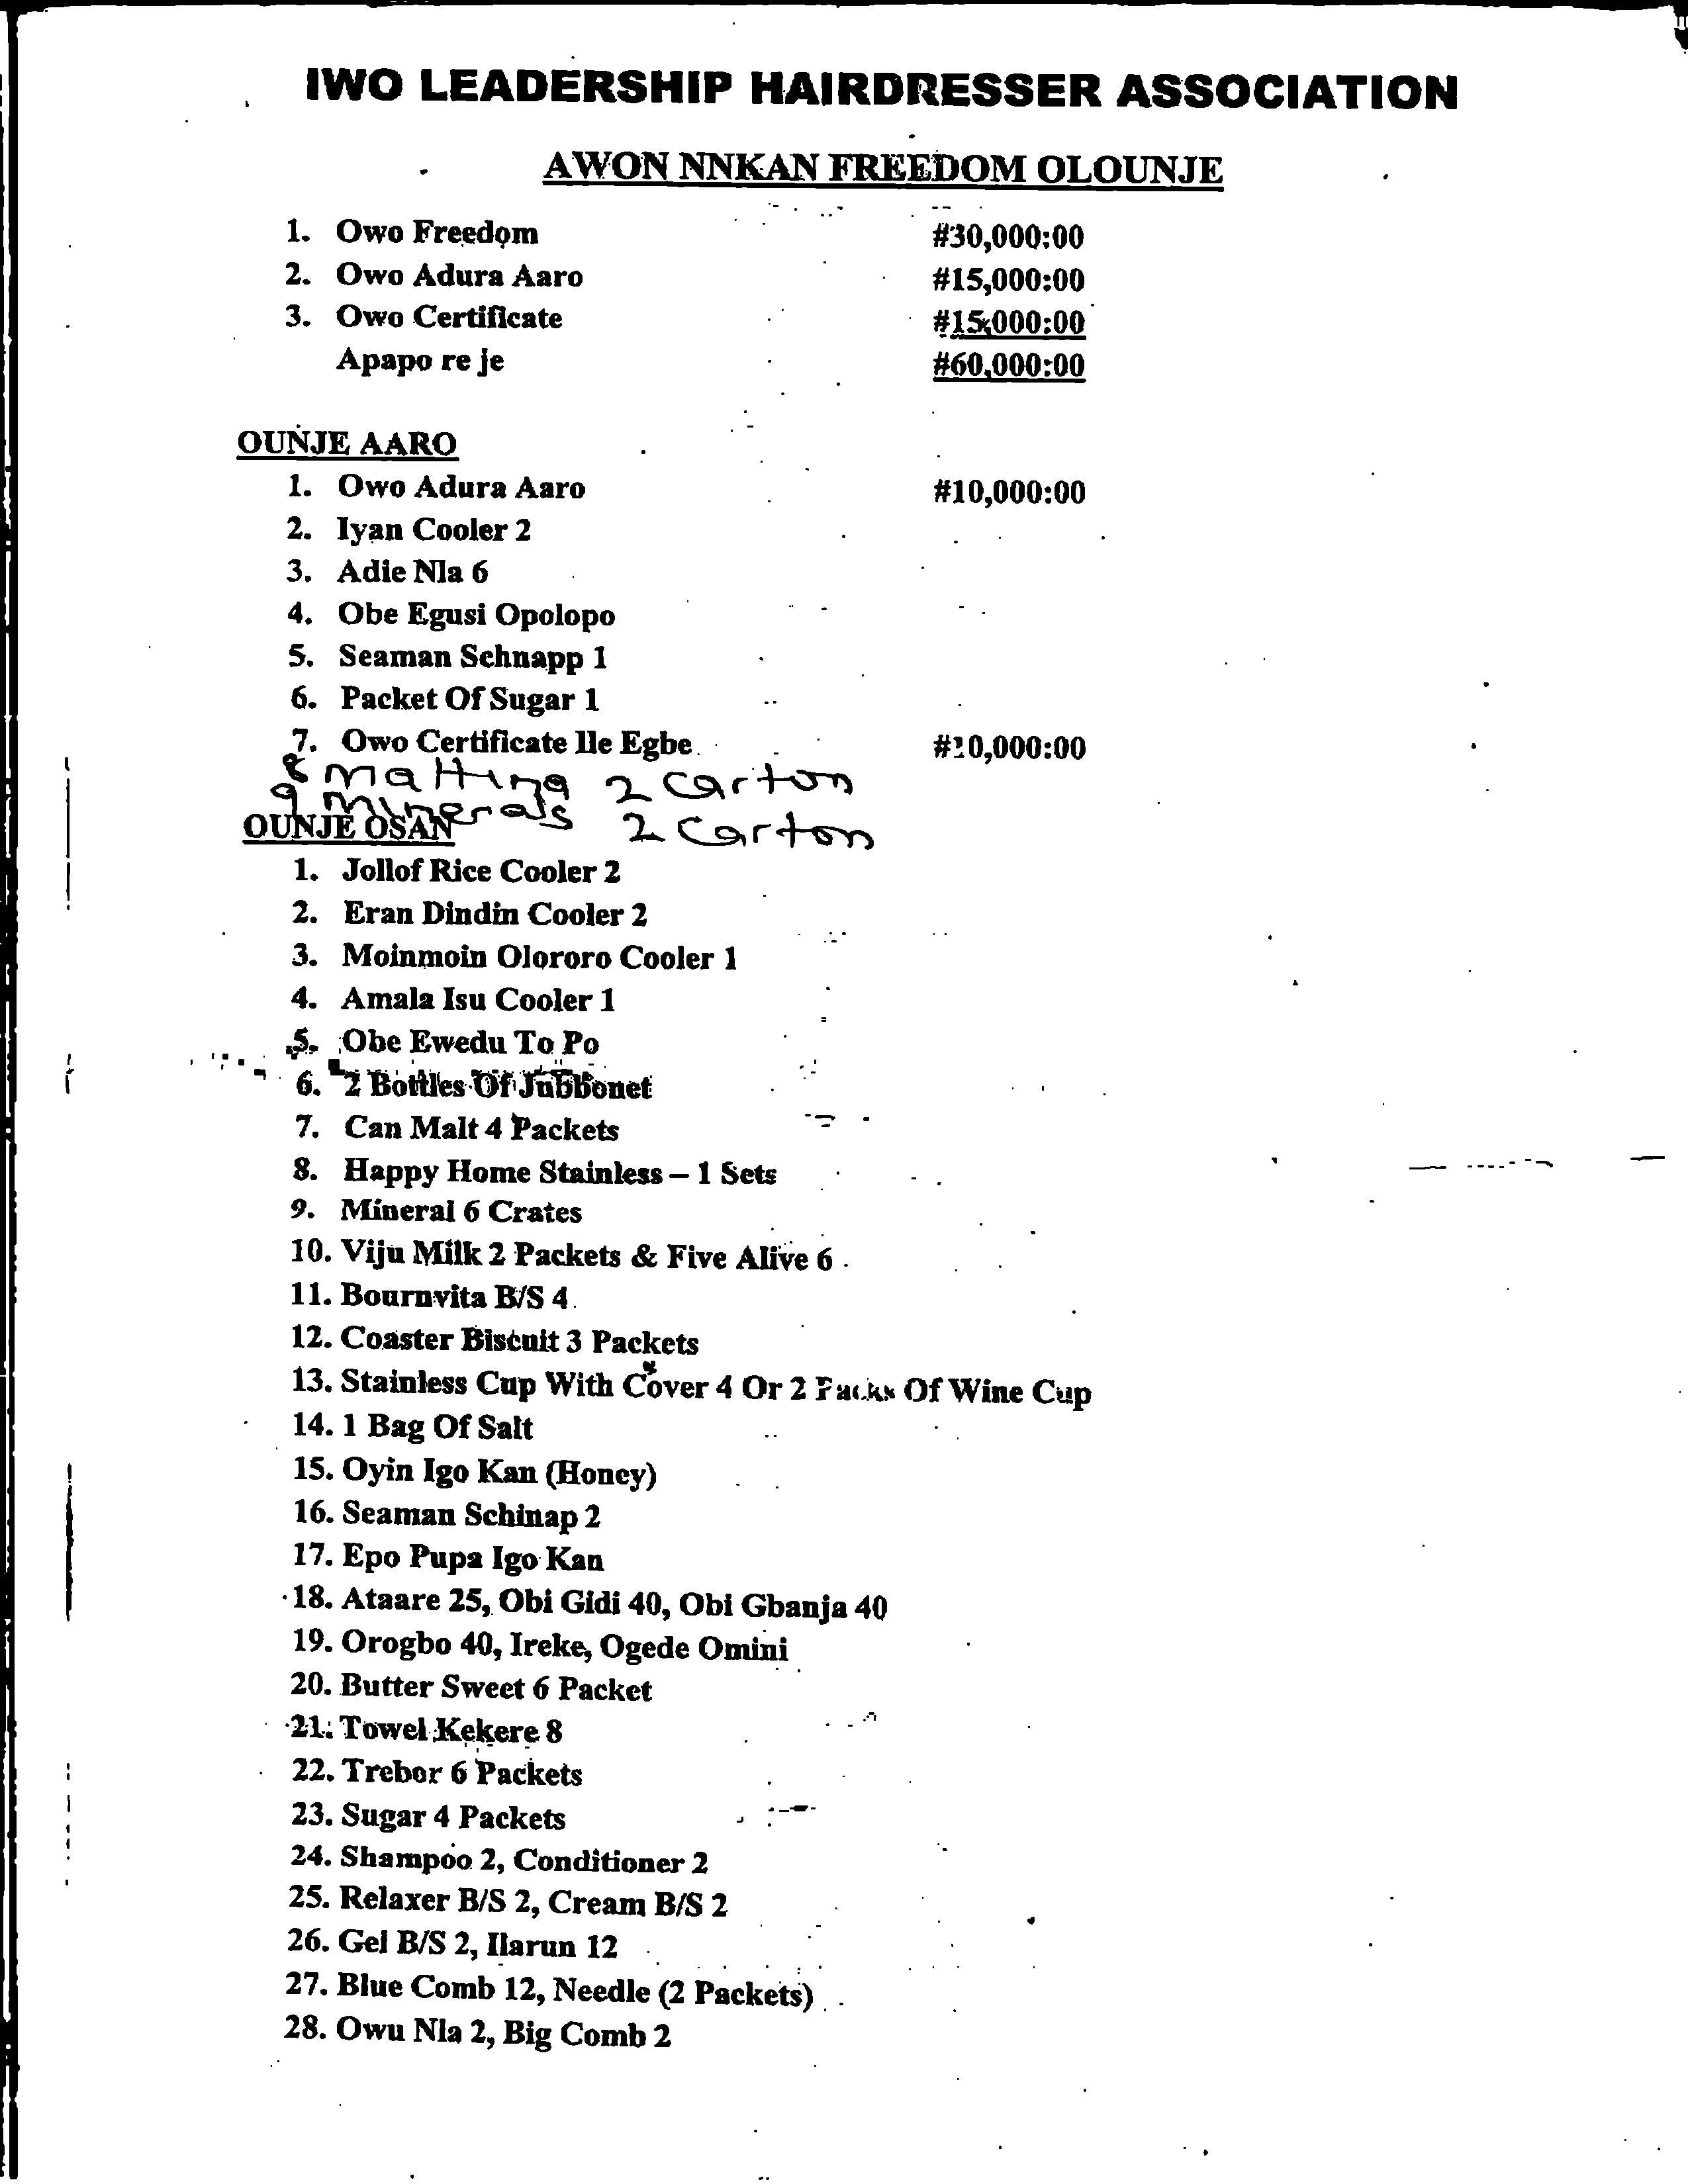 IWO LEADERSHIP HAIRDRESSER ASSOCIATION
AWON NNKAN FREEDOM OLOUNJE
1. Owo Freedom #30,000:00
2. Owo Adura Aaro #15,000:00
3. Owo Certificate #15,000:00
Apapo re je #60,000:00
OUNJE AARO
1. Owo Adura Aaro #10,000:00
2. Iyan Cooler 2
3. Adie Nla 6
4. Obe Egusi Opolopo
5. Seaman Schnapp 1
6. Packet Of Sugar 1
7. Owo Certificate Ile Egbe #10,000:00
8 Malting 2 carton
9 Minerals 2 carton
OUNJE OSAN
1. Jollof Rice Cooler 2
2. Eran Dindin Cooler 2
3. Moinmoin Olororo Cooler 1
4. Amala Isu Cooler 1
5. Obe Ewedu To Po
6. 2 Bottles Of Jubbonet
7. Can Malt 4 Packets
8. Happy Home Stainless – 1 Sets
9. Mineral 6 Crates
10. Viju Milk 2 Packets & Five Alive 6
11. Bournvita B/S 4
12. Coaster Biscuit 3 Packets
13. Stainless Cup With Cover 4 Or 2 Packs Of Wine Cup
14. 1 Bag Of Salt
15. Oyin Igo Kan (Honey)
16. Seaman Schinap 2
17. Epo Pupa Igo Kan
18. Ataare 25, Obi Gidi 40, Obi Gbanja 40
19. Orogbo 40, Ireke, Ogede Omini
20. Butter Sweet 6 Packet
21. Towel Kekere 8
22. Trebor 6 Packets
23. Sugar 4 Packets
24. Shampoo 2, Conditioner 2
25. Relaxer B/S 2, Cream B/S 2
26. Gel B/S 2, Ilarun 12
27. Blue Comb 12, Needle (2 Packets)
28. Owu Nla 2, Big Comb 2